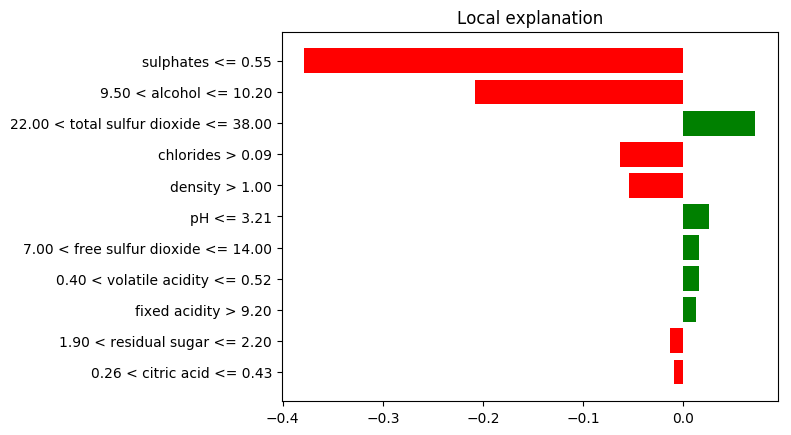 Local explanation
sulphates <= 0.55
9.50 < alcohol <= 10.20
22.00 < total sulfur dioxide <= 38.00
chlorides > 0.09
density > 1.00
pH <= 3.21
7.00 < free sulfur dioxide <= 14.00
0.40 < volatile acidity <= 0.52
fixed acidity > 9.20
1.90 < residual sugar <= 2.20
0.26 < citric acid <= 0.43
−0.4 −0.3 −0.2 −0.1 0.0